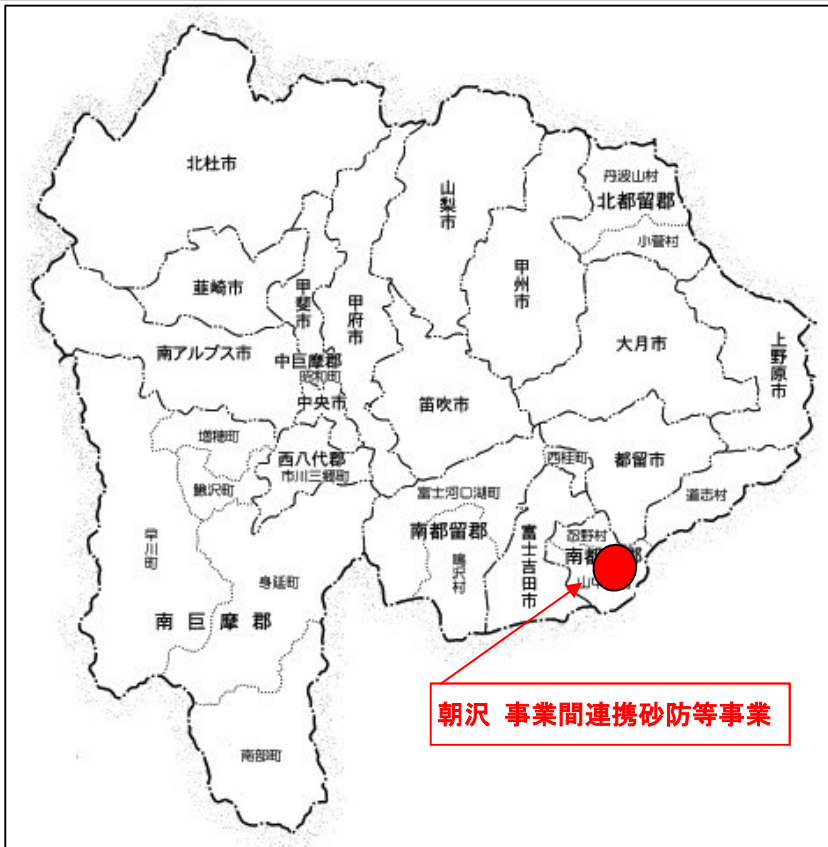 北杜市
丹波山村
北都留郡
小菅村
山梨市
甲州市
韮崎市
甲斐市
甲府市
南アルプス市
中巨摩郡
昭和町
中央市
大月市
上野原市
笛吹市
増穂町
西八代郡
市川三郷町
鰍沢町
西桂町
都留市
道志村
富士河口湖町
南都留郡
鳴沢村
富士吉田市
忍野村
南都
郡
山中
早川町
身延町
南巨摩郡
朝沢 事業間連携砂防等事業
南部町